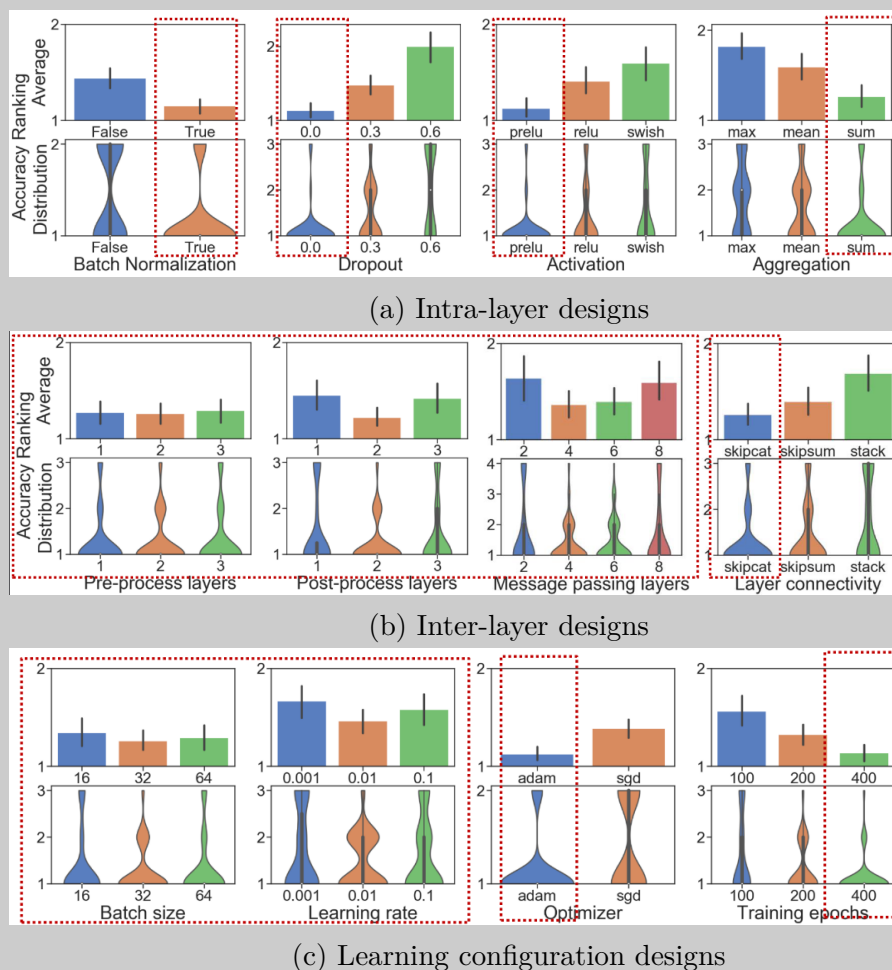 Accuracy Ranking
Average
2
1
False True
2
1
0.0 0.3 0.6
2
1
prelu relu swish
2
1
max mean sum
Distribution
2
1
False True
Batch Normalization
3
2
1
0.0 0.3 0.6
Dropout
3
2
1
prelu relu swish
Activation
3
2
1
max mean sum
Aggregation
(a) Intra-layer designs
Accuracy Ranking
Average
2
1
1 2 3
2
1
1 2 3
2
1
2 4 6 8
2
1
skipcat skipsum stack
Distribution
3
2
1
1 2 3
Pre-process layers
3
2
1
1 2 3
Post-process layers
4
3
2
1
2 4 6 8
Message passing layers
3
2
1
skipcat skipsum stack
Layer connectivity
(b) Inter-layer designs
2
1
16 32 64
2
1
0.001 0.01 0.1
2
1
adam sgd
2
1
100 200 400
3
2
1
16 32 64
Batch size
3
2
1
0.001 0.01 0.1
Learning rate
2
1
adam sgd
Optimizer
3
2
1
100 200 400
Training epochs
(c) Learning configuration designs